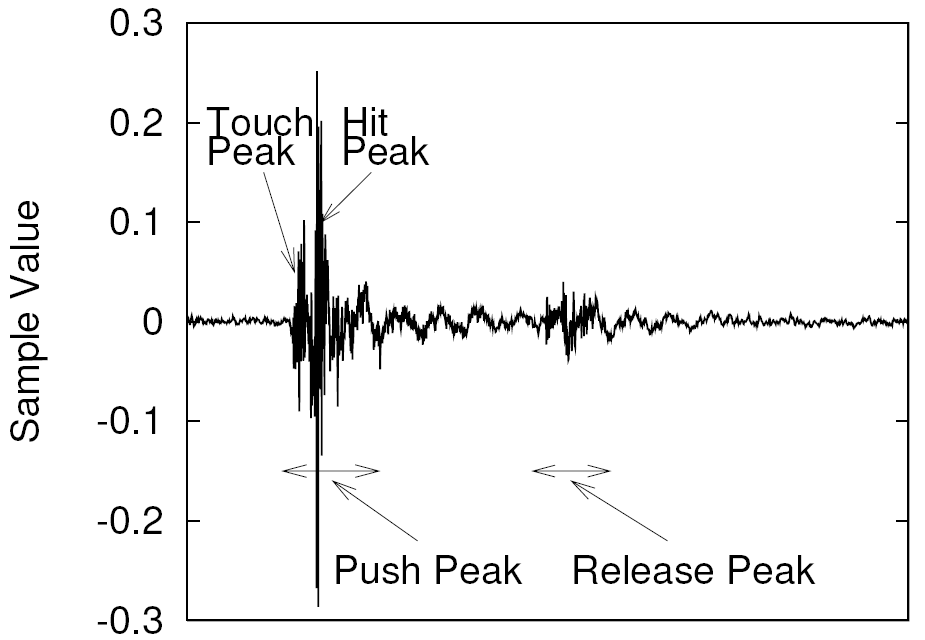 0.3
0.2
0.1
0
-0.1
-0.2
-0.3
Sample Value
Touch
Peak
Hit
Peak
Push Peak
Release Peak